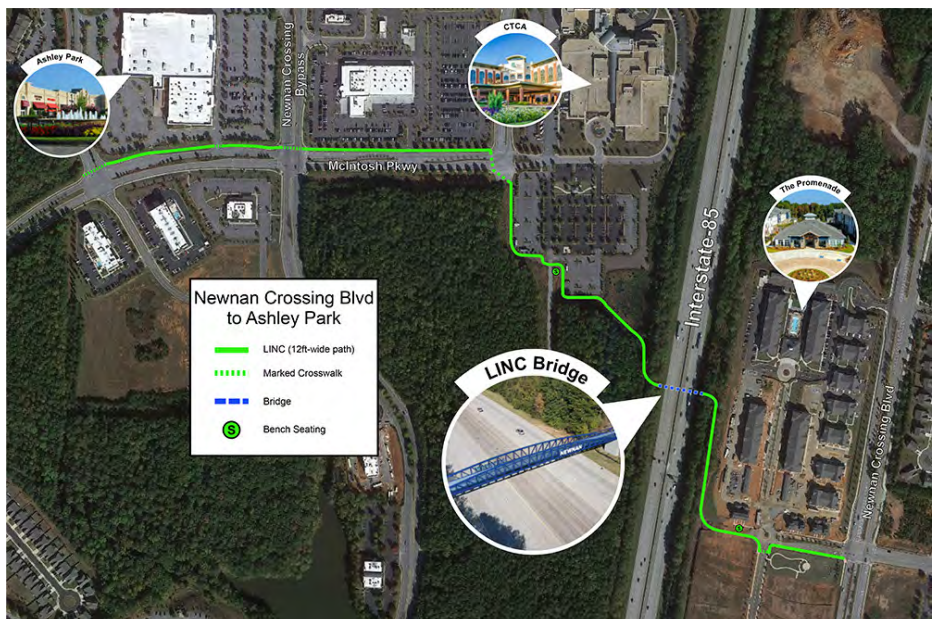 Ashley Park
Newnan Crossing
Bypass
CTCA
McIntosh Pkwy
The Promenade
Interstate-85
Newnan Crossing Blvd
to Ashley Park
LINC (12ft-wide path)
Marked Crosswalk
Bridge
S
Bench Seating
S
LINC Bridge
NEWNAN
Newnan Crossing Blvd
S